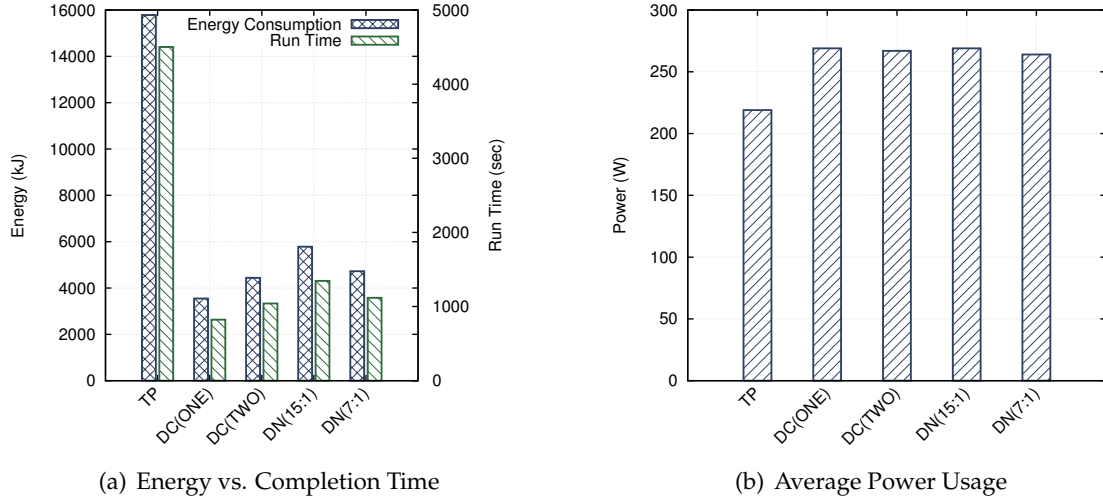 Energy Consumption
Run Time
16000
14000
12000
10000
8000
6000
4000
2000
0
Energy (kJ)
5000
4000
3000
2000
1000
0
Run Time (sec)
TP
DC(ONE)
DC(TWO)
DN(15:1)
DN(7:1)
(a) Energy vs. Completion Time
300
250
200
150
100
50
0
Power (W)
TP
DC(ONE)
DC(TWO)
DN(15:1)
DN(7:1)
(b) Average Power Usage